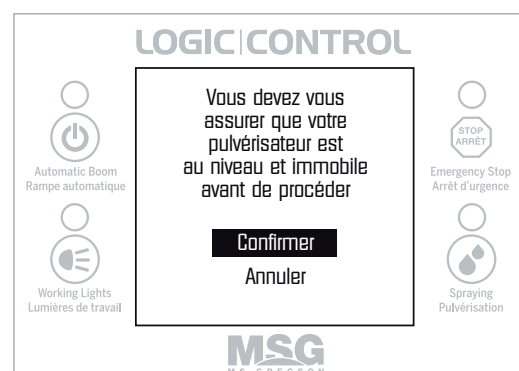 LOGIC|CONTROL
Vous devez vous
assurer que votre
pulvérisateur est
au niveau et immobile
avant de procéder
Confirmer
Annuler
Automatic Boom
Rampe automatique
Working Lights
Lumières de travail
STOP
ARRÊT
Emergency Stop
Arrêt d'urgence
Spraying
Pulvérisation
MSG